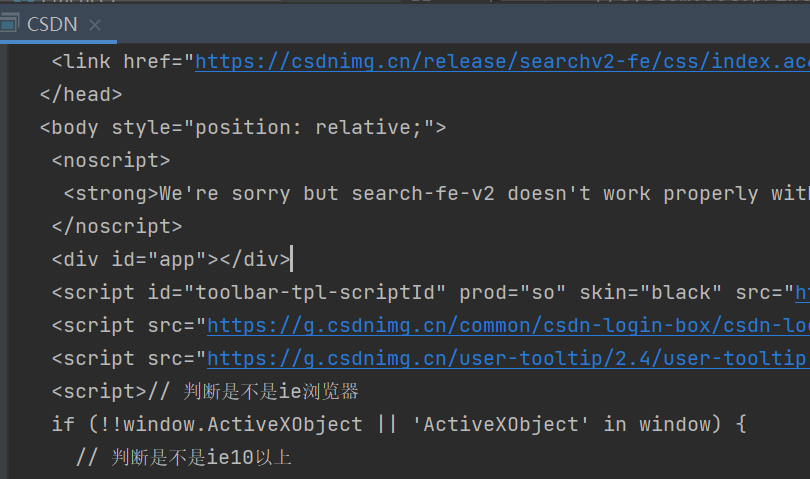 CSDN
<link href="https://csdnimg.cn/release/searchv2-fe/css/index.ac
</head>
<body style="position: relative;">
<noscript>
<strong>We're sorry but search-fe-v2 doesn't work properly wit
</noscript>
<div id="app"></div>
<script id="toolbar-tpl-scriptId" prod="so" skin="black" src="h
<script src="https://g.csdnimg.cn/common/csdn-login-box/csdn-lo
<script src="https://g.csdnimg.cn/user-tooltip/2.4/user-tooltip
<script>// 判断是不是ie浏览器
if (!!window.ActiveXObject || 'ActiveXObject' in window) {
// 判断是不是ie10以上